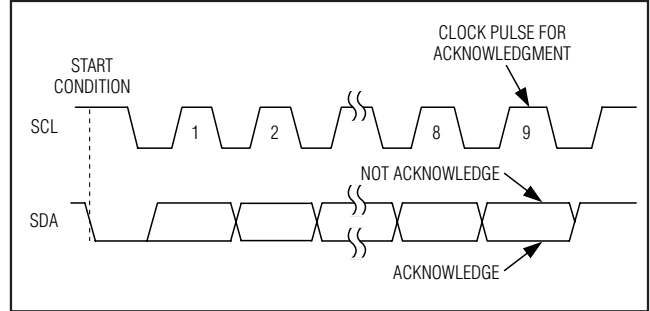 CLOCK PULSE FOR
ACKNOWLEDGMENT
START
CONDITION
SCL
1
2
8
9
NOT ACKNOWLEDGE
SDA
ACKNOWLEDGE